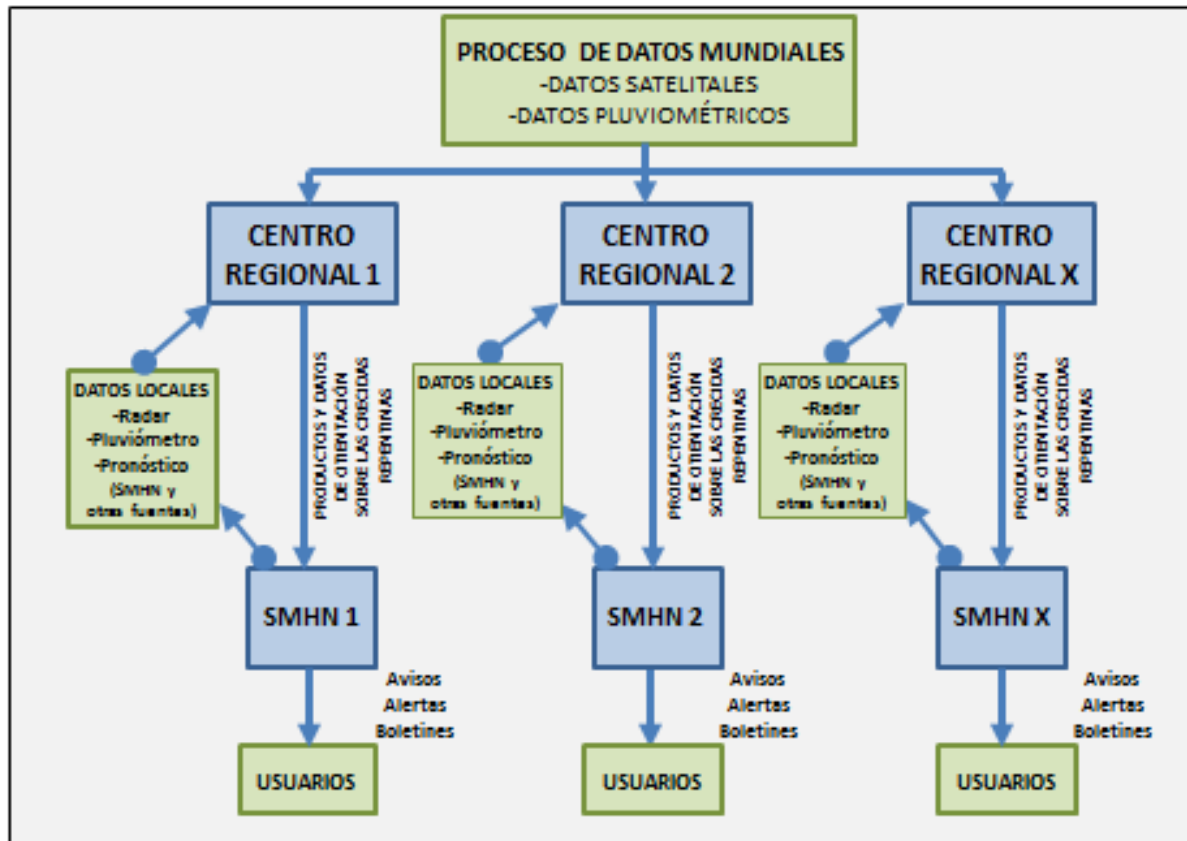 PROCESO DE DATOS MUNDIALES
-DATOS SATELITALES
-DATOS PLUVIOMÉTRICOS
CENTRO
REGIONAL 1
CENTRO
REGIONAL 2
CENTRO
REGIONAL X
DATOS LOCALES
-Radar
-Pluviómetro
-Pronóstico
(SMHN y
otras fuentes)
PRODUCTOS Y DATOS
DE OTIENTACIÓN
SOBRE LAS CRECIDAS
REPENTINAS
DATOS LOCALES
-Radar
-Pluviómetro
-Pronóstico
(SMHN y
otras fuentes)
PRODUCTOS Y DATOS
DE OTIENTACIÓN
SOBRE LAS CRECIDAS
REPENTINAS
DATOS LOCALES
-Radar
-Pluviómetro
-Pronóstico
(SMHN y
otras fuentes)
PRODUCTOS Y DATOS
DE OTIENTACIÓN
SOBRE LAS CRECIDAS
REPENTINAS
SMHN 1
SMHN 2
SMHN X
Avisos
Alertas
Boletines
Avisos
Alertas
Boletines
Avisos
Alertas
Boletines
USUARIOS
USUARIOS
USUARIOS